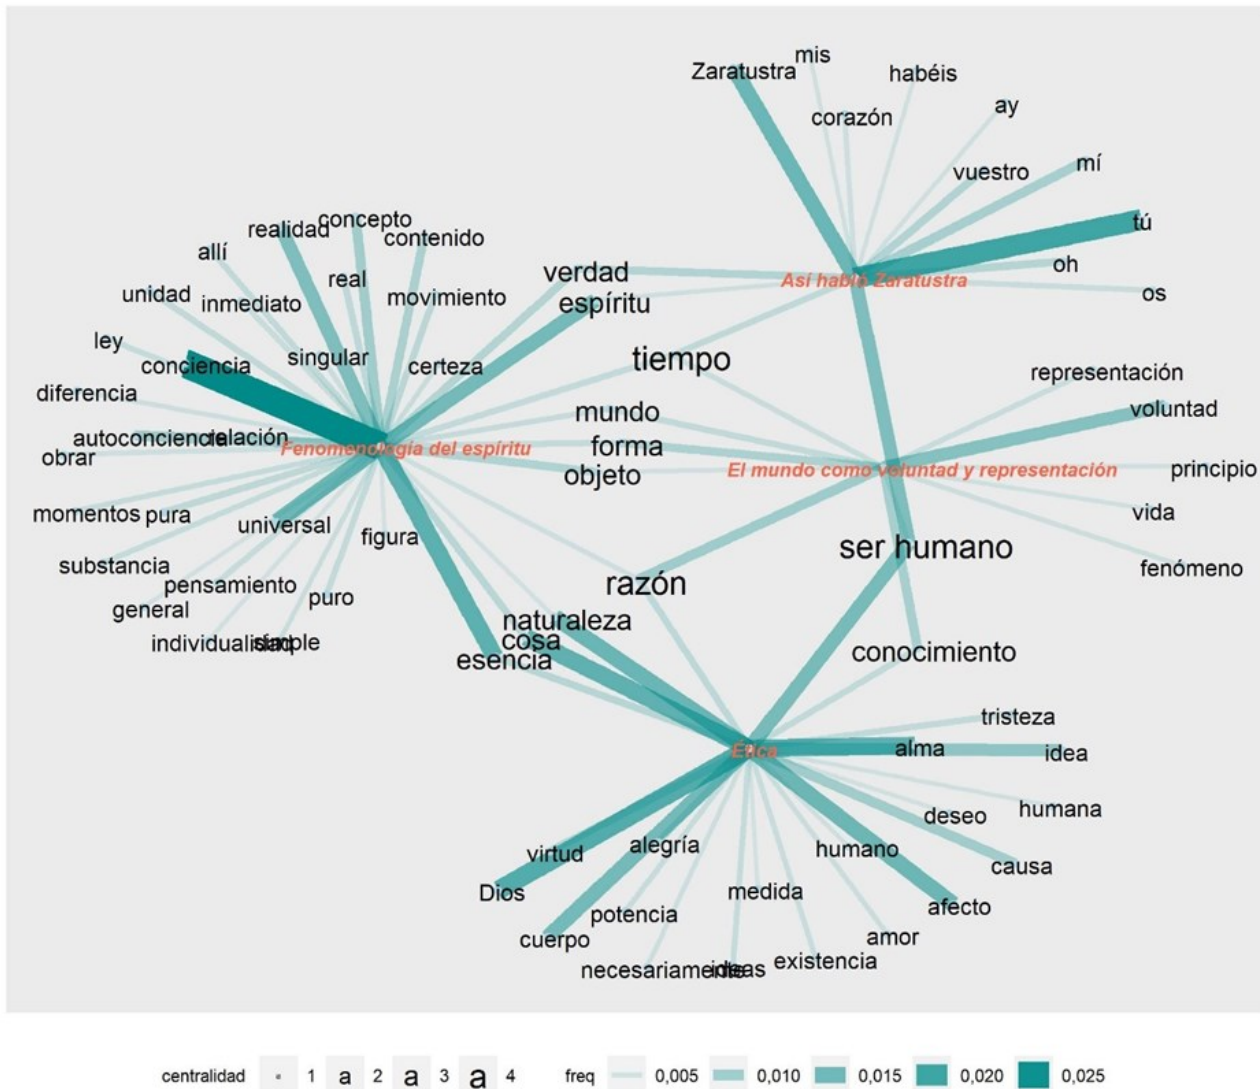 mis
Zaratustra
habéis
ay
corazón
mí
vuestro
concepto
realidad
tú
contenido
allí
oh
verdad
real
Así habló Zaratustra
unidad
os
movimiento
inmediato
espíritu
ley
singular
tiempo
conciencia
certeza
representación
diferencia
mundo
voluntad
autoconciencia
relación
forma
obrar
Fenomenología del espíritu
El mundo como voluntad y representación
principio
objeto
momentos
pura
vida
universal
figura
ser humano
substancia
fenómeno
pensamiento
razón
general
puro
naturaleza
individualidad
simple
cosa
esencia
conocimiento
tristeza
Ética
alma
idea
humana
deseo
alegría
humano
virtud
causa
Dios
medida
afecto
potencia
cuerpo
amor
existencia
necesariamente
ideas
centralidad a 1 a 2 a 3 a 4 freq 0,005 0,010 0,015 0,020 0,025